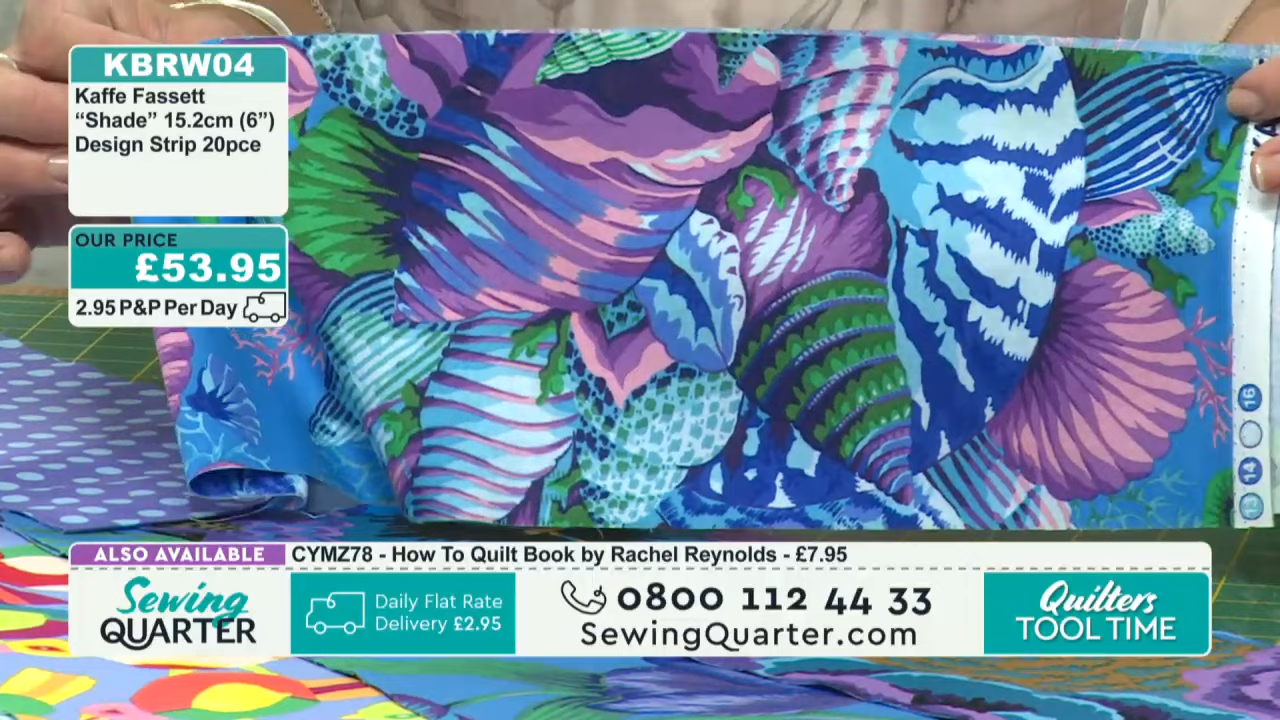 KBRW04
Kaffe Fassett
“Shade” 15.2cm (6”)
Design Strip 20pce
OUR PRICE
£53.95
2.95 P&P Per Day
16
14
13
ALSO AVAILABLE
CYMZ78 - How To Quilt Book by Rachel Reynolds - £7.95
Sewing
QUARTER
Daily Flat Rate
Delivery £2.95
0800 112 44 33
SewingQuarter.com
Quilters
TOOL TIME